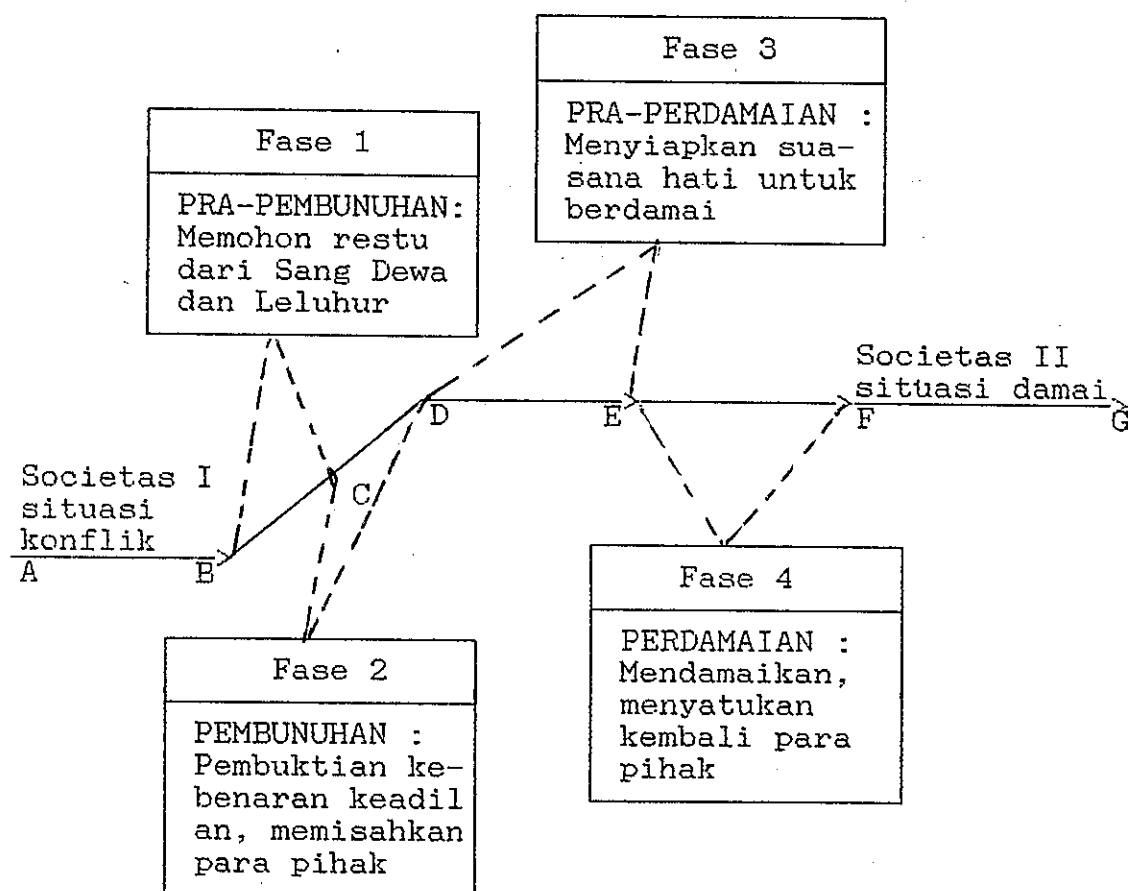 Fase 3
PRA-PERDAMAIAN :
Menyiapkan sua-
sana hati untuk
berdamai
Fase 1
PRA-PEMBUNUHAN:
Memohon restu
dari Sang Dewa
dan Leluhur
Societas II
situasi damai
D
E
F
G
Societas I
situasi
konflik
C
A
B
Fase 4
PERDAMAIAN :
Mendamaikan,
menyatukan
kembali para
pihak
Fase 2
PEMBUNUHAN :
Pembuktian ke-
benaran keadil
an, memisahkan
para pihak